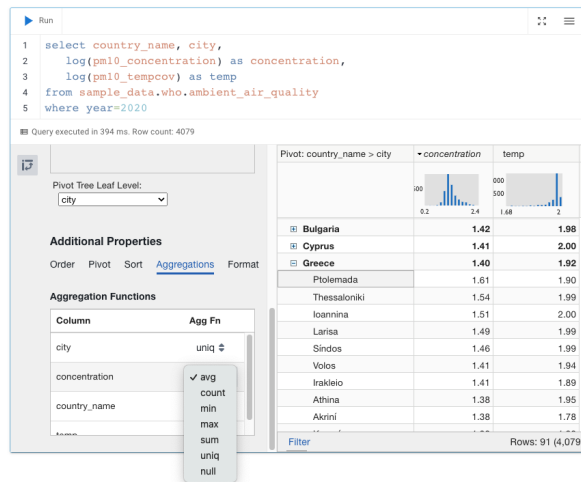 Run
1 select country_name, city,
2 log(pm10_concentration) as concentration,
3 log(pm10_tempcov) as temp
4 from sample_data.who.ambient_air_quality
5 where year=2020
Query executed in 394 ms. Row count: 4079
Pivot Tree Leaf Level:
city
Additional Properties
Order Pivot Sort Aggregations Format
Aggregation Functions
Column Agg Fn
city uniq
concentration
country_name
avg
count
min
max
sum
uniq
null
Pivot: country_name > city concentration temp
500 000
500
0.2 2.4 1.68 2
Bulgaria 1.42 1.98
Cyprus 1.41 2.00
Greece 1.40 1.92
Ptolemada 1.61 1.90
Thessaloniki 1.54 1.99
Ioannina 1.51 2.00
Larisa 1.49 1.99
Síndos 1.46 1.99
Volos 1.41 1.94
Irakleio 1.41 1.89
Athina 1.38 1.95
Akriní 1.38 1.78
Filter Rows: 91 (4,079